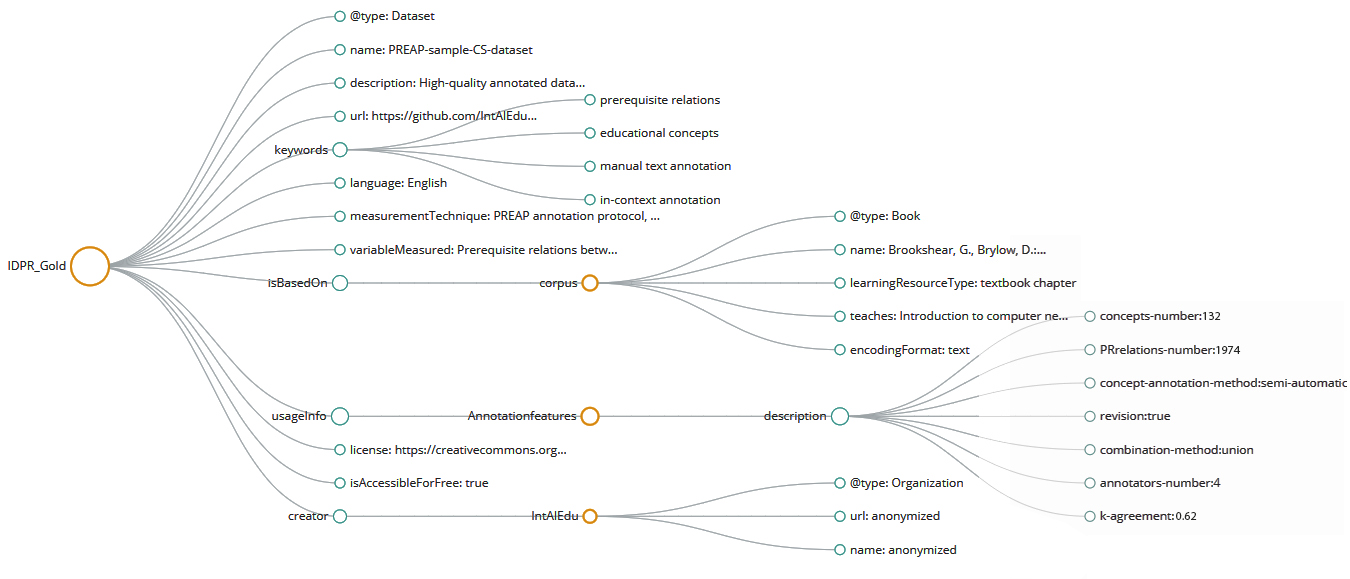 @type: Dataset
name: PREAP-sample-CS-dataset
description: High-quality annotated data...
url: https://github.com/IntAIEdu...
keywords
prerequisite relations
educational concepts
manual text annotation
in-context annotation
language: English
measurementTechnique: PREAP annotation protocol, ...
variableMeasured: Prerequisite relations betw...
IDPR_Gold
isBasedOn
corpus
@type: Book
name: Brookshear, G., Brylow, D.:...
learningResourceType: textbook chapter
teaches: Introduction to computer ne...
encodingFormat: text
usageInfo
Annotationfeatures
description
concepts-number:132
PRrelations-number:1974
concept-annotation-method:semi-automatic
revision:true
combination-method:union
annotators-number:4
k-agreement:0.62
license: https://creativecommons.org...
isAccessibleForFree: true
creator
IntAIEdu
@type: Organization
url: anonymized
name: anonymized